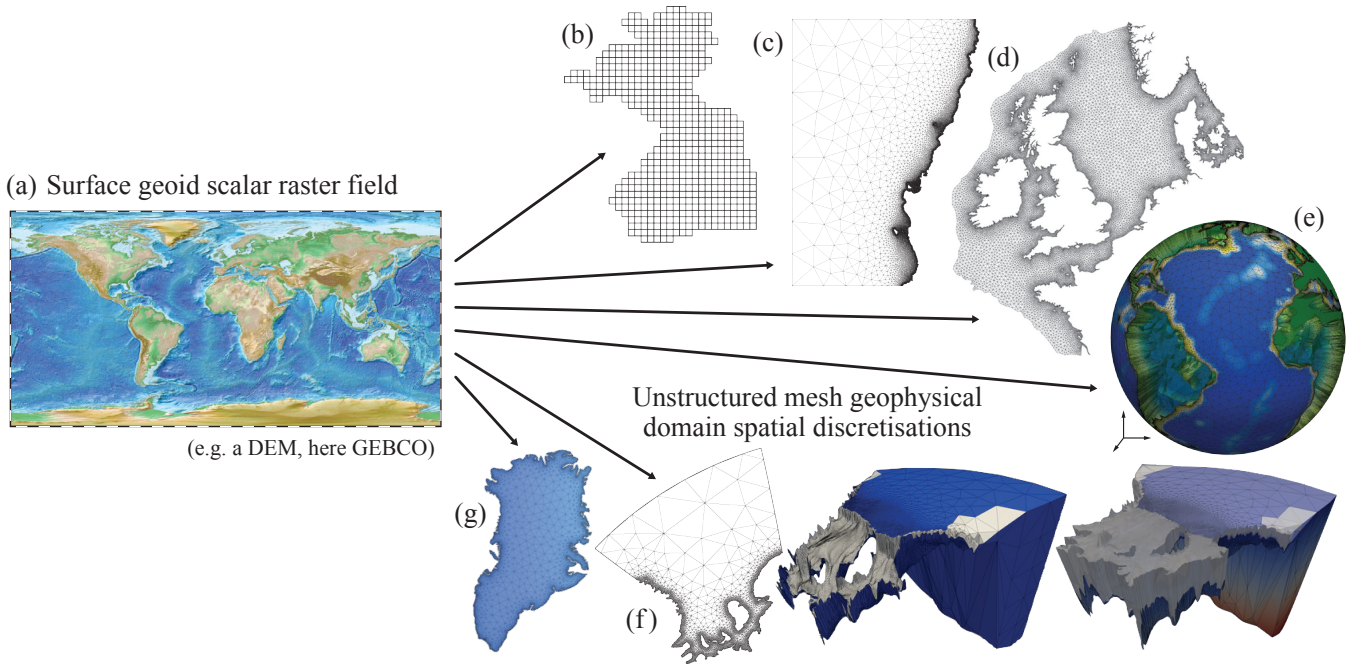 (a) Surface geoid scalar raster field
(e.g. a DEM, here GEBCO)
(b)
(c)
(d)
(e)
Unstructured mesh geophysical
domain spatial discretisations
(g)
(f)